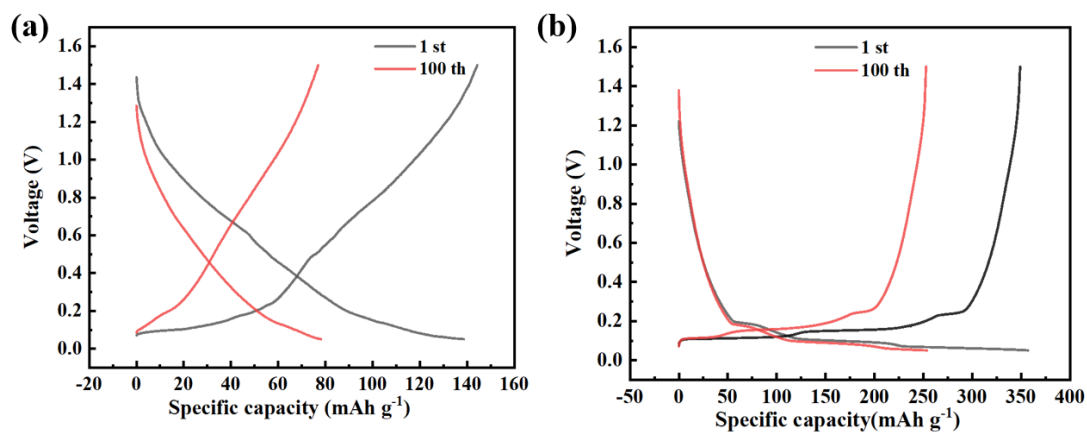 (a)
1 st
100 th
Voltage (V)
1.6
1.4
1.2
1.0
0.8
0.6
0.4
0.2
0.0
-20 0 20 40 60 80 100 120 140 160
Specific capacity (mAh g-1)
(b)
1 st
100 th
Voltage (V)
1.6
1.4
1.2
1.0
0.8
0.6
0.4
0.2
0.0
-50 0 50 100 150 200 250 300 350 400
Specific capacity(mAh g-1)